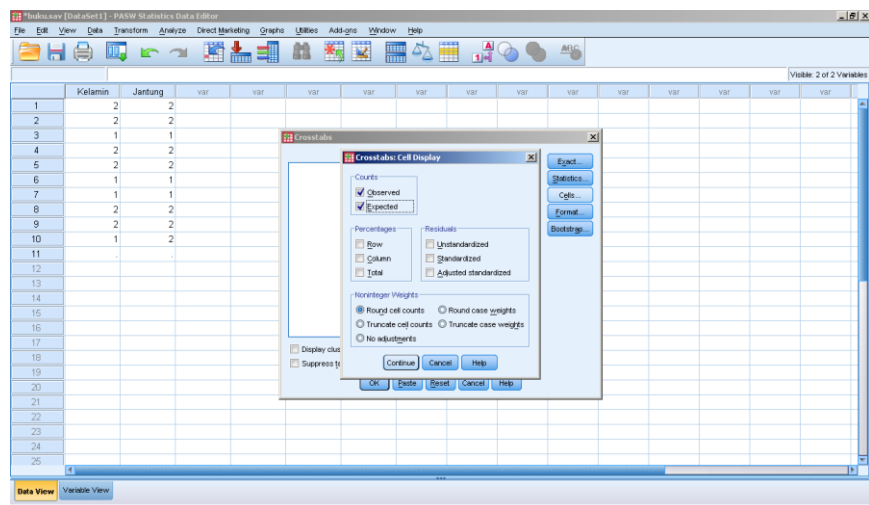 *buku.sav [DataSet1] - PASW Statistics Data Editor
File Edit View Data Transform Analyze Direct Marketing Graphs Utilities Add-ons Window Help
Visible: 2 of 2 Variables
Kelamin Jantung var var var var var var var var var var var var
1 2 2
2 2 2
3 1 1
4 2 2
5 2 2
6 1 1
7 1 1
8 2 2
9 2 2
10 1 2
11 . .
12
13
14
15
16
17
18
19
20
21
22
23
24
25
Crosstabs
Exact...
Statistics...
Cells...
Format...
Bootstrap...
Display clus
Suppress t
OK Paste Reset Cancel Help
Crosstabs: Cell Display
Counts
Observed
Expected
Percentages
Row
Column
Total
Residuals
Unstandardized
Standardized
Adjusted standardized
Noninteger Weights
Round cell counts Round case weights
Truncate cell counts Truncate case weights
No adjustments
Continue Cancel Help
Data View Variable View